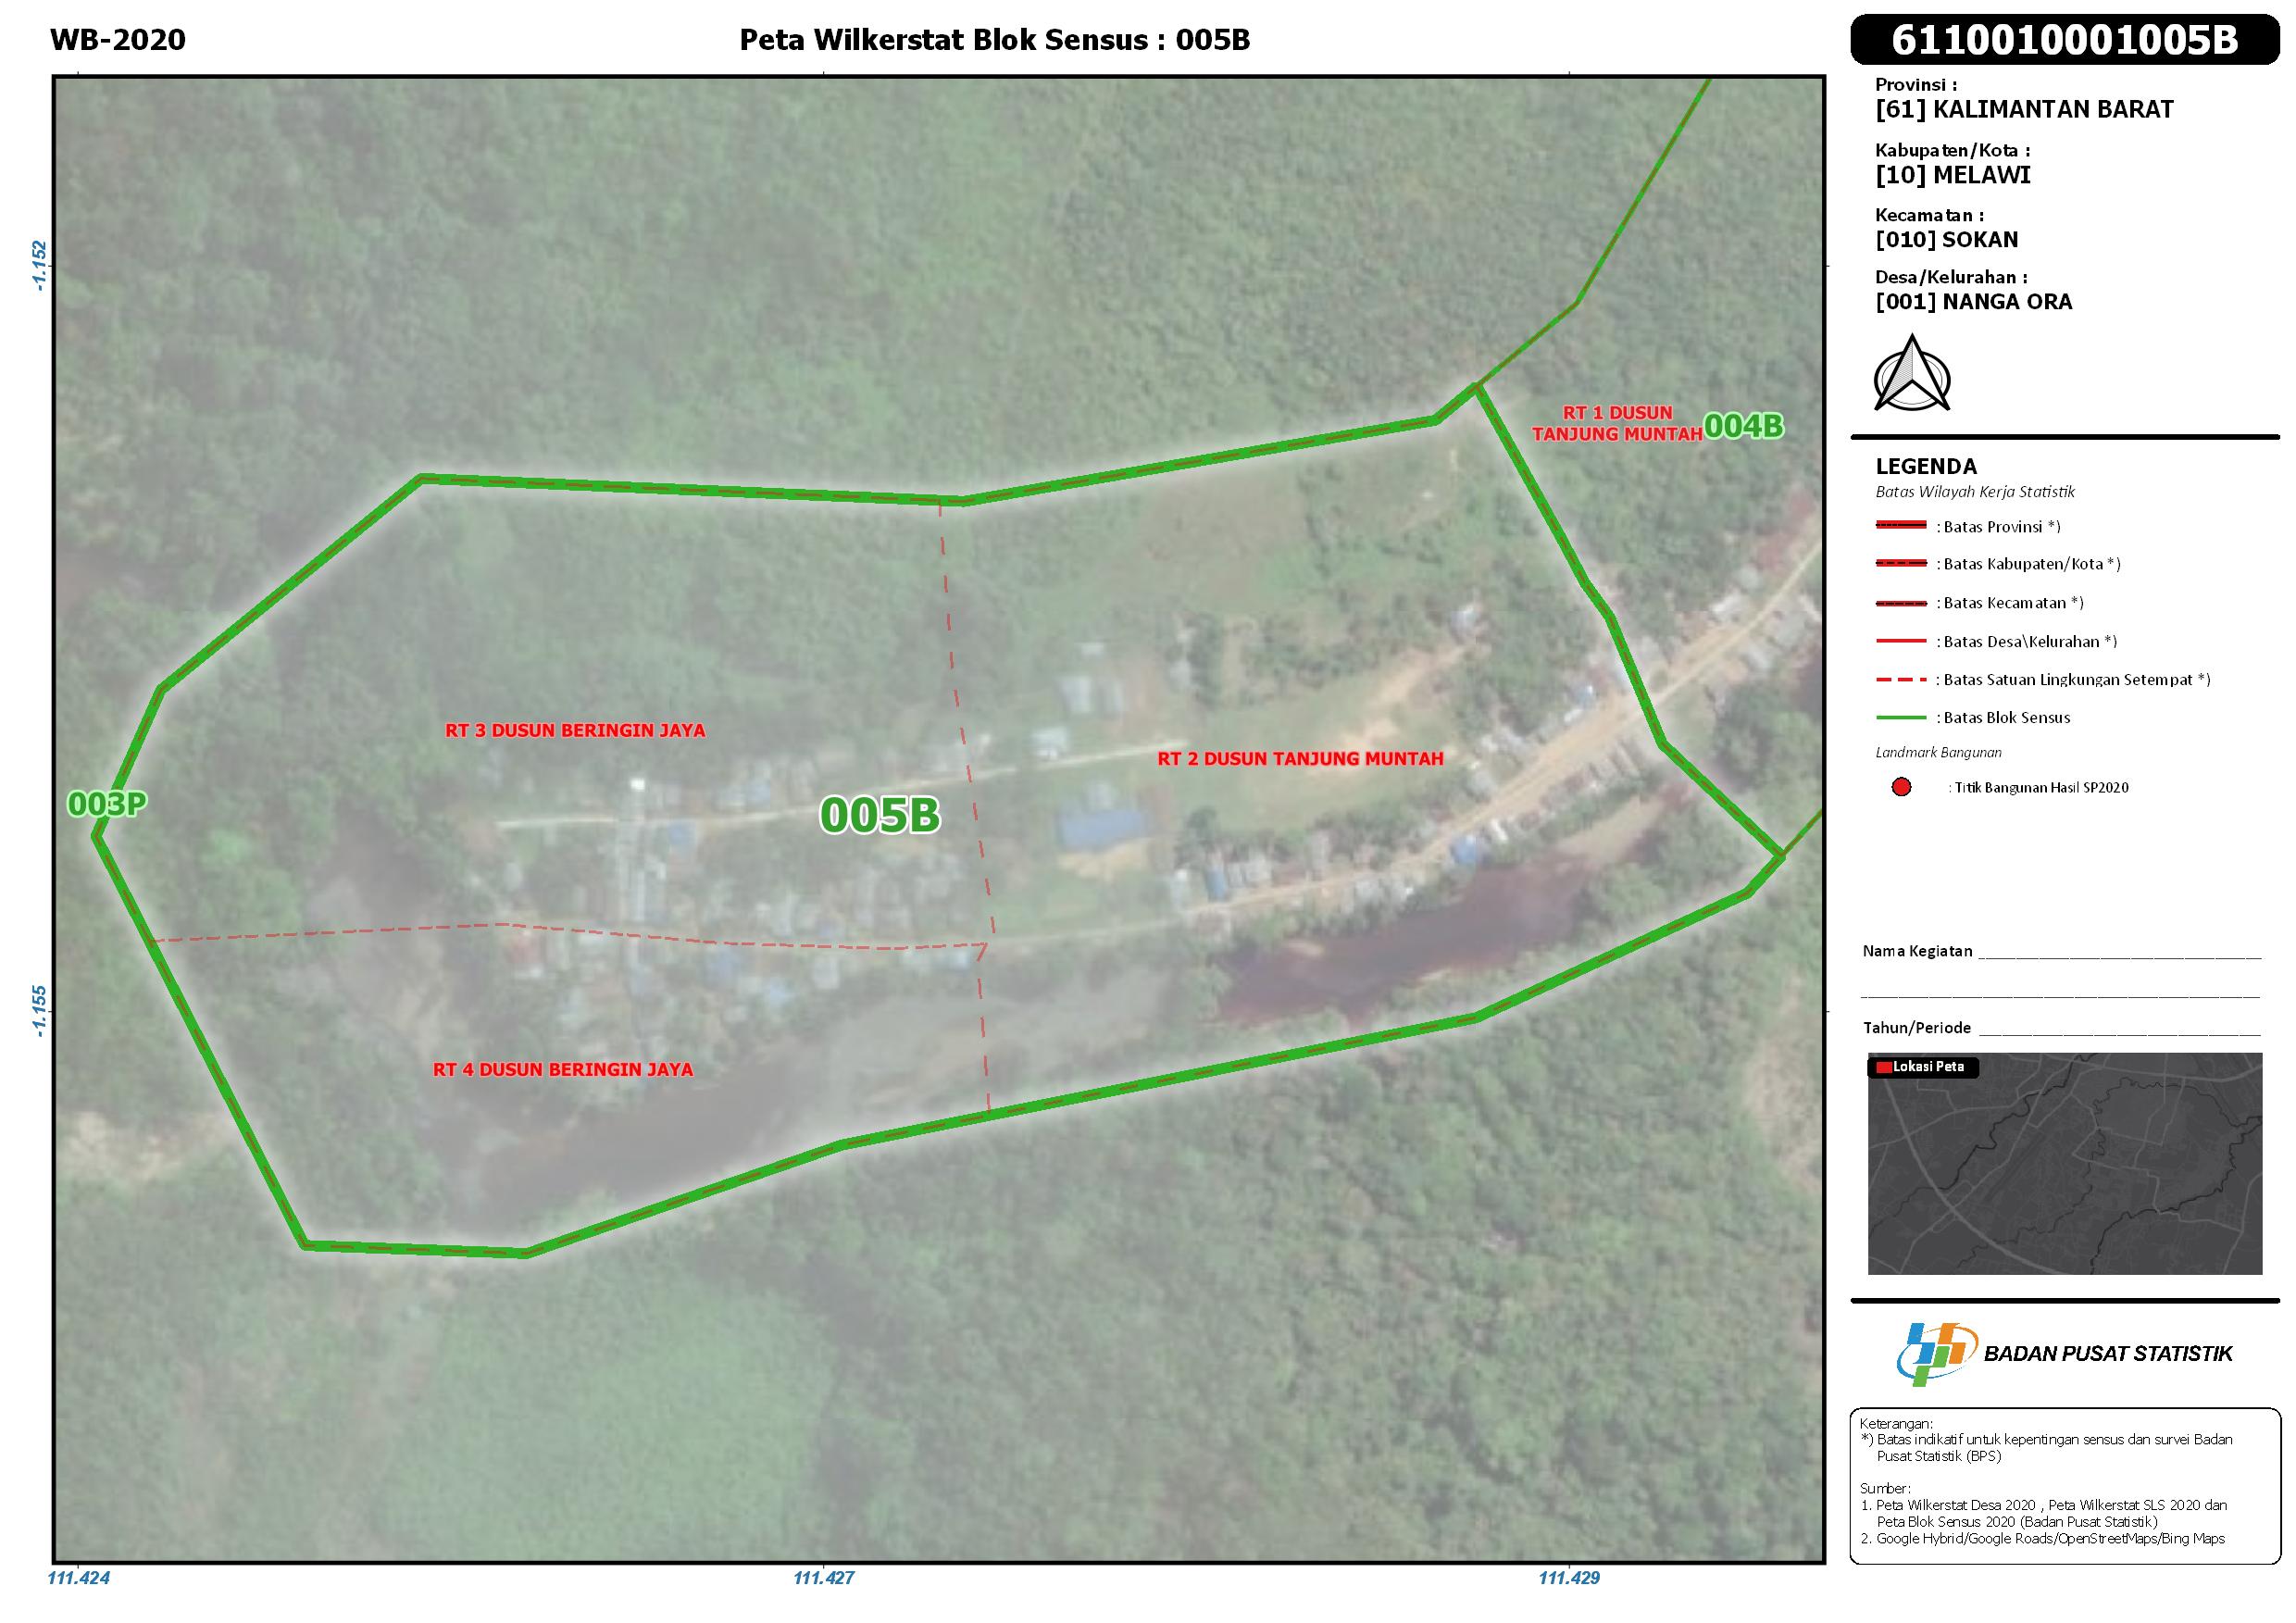 WB-2020
Peta Wilkerstat Blok Sensus : 005B
6110010001005B
Provinsi :
[61] KALIMANTAN BARAT
Kabupaten/Kota :
[10] MELAWI
Kecamatan :
[010] SOKAN
Desa/Kelurahan :
[001] NANGA ORA
LEGENDA
Batas Wilayah Kerja Statistik
: Batas Provinsi *)
: Batas Kabupaten/Kota *)
: Batas Kecamatan *)
: Batas Desa\Kelurahan *)
: Batas Satuan Lingkungan Setempat *)
: Batas Blok Sensus
Landmark Bangunan
: Titik Bangunan Hasil SP2020
Nama Kegiatan
Tahun/Periode
Lokasi Peta
BADAN PUSAT STATISTIK
Keterangan:
*) Batas indikatif untuk kepentingan sensus dan survei Badan
Pusat Statistik (BPS)
Sumber:
1. Peta Wilkerstat Desa 2020 , Peta Wilkerstat SLS 2020 dan
Peta Blok Sensus 2020 (Badan Pusat Statistik)
2. Google Hybrid/Google Roads/OpenStreetMaps/Bing Maps
-1.152
-1.155
RT 1 DUSUN
TANJUNG MUNTAH
004B
RT 3 DUSUN BERINGIN JAYA
RT 2 DUSUN TANJUNG MUNTAH
003P
005B
RT 4 DUSUN BERINGIN JAYA
111.424
111.427
111.429